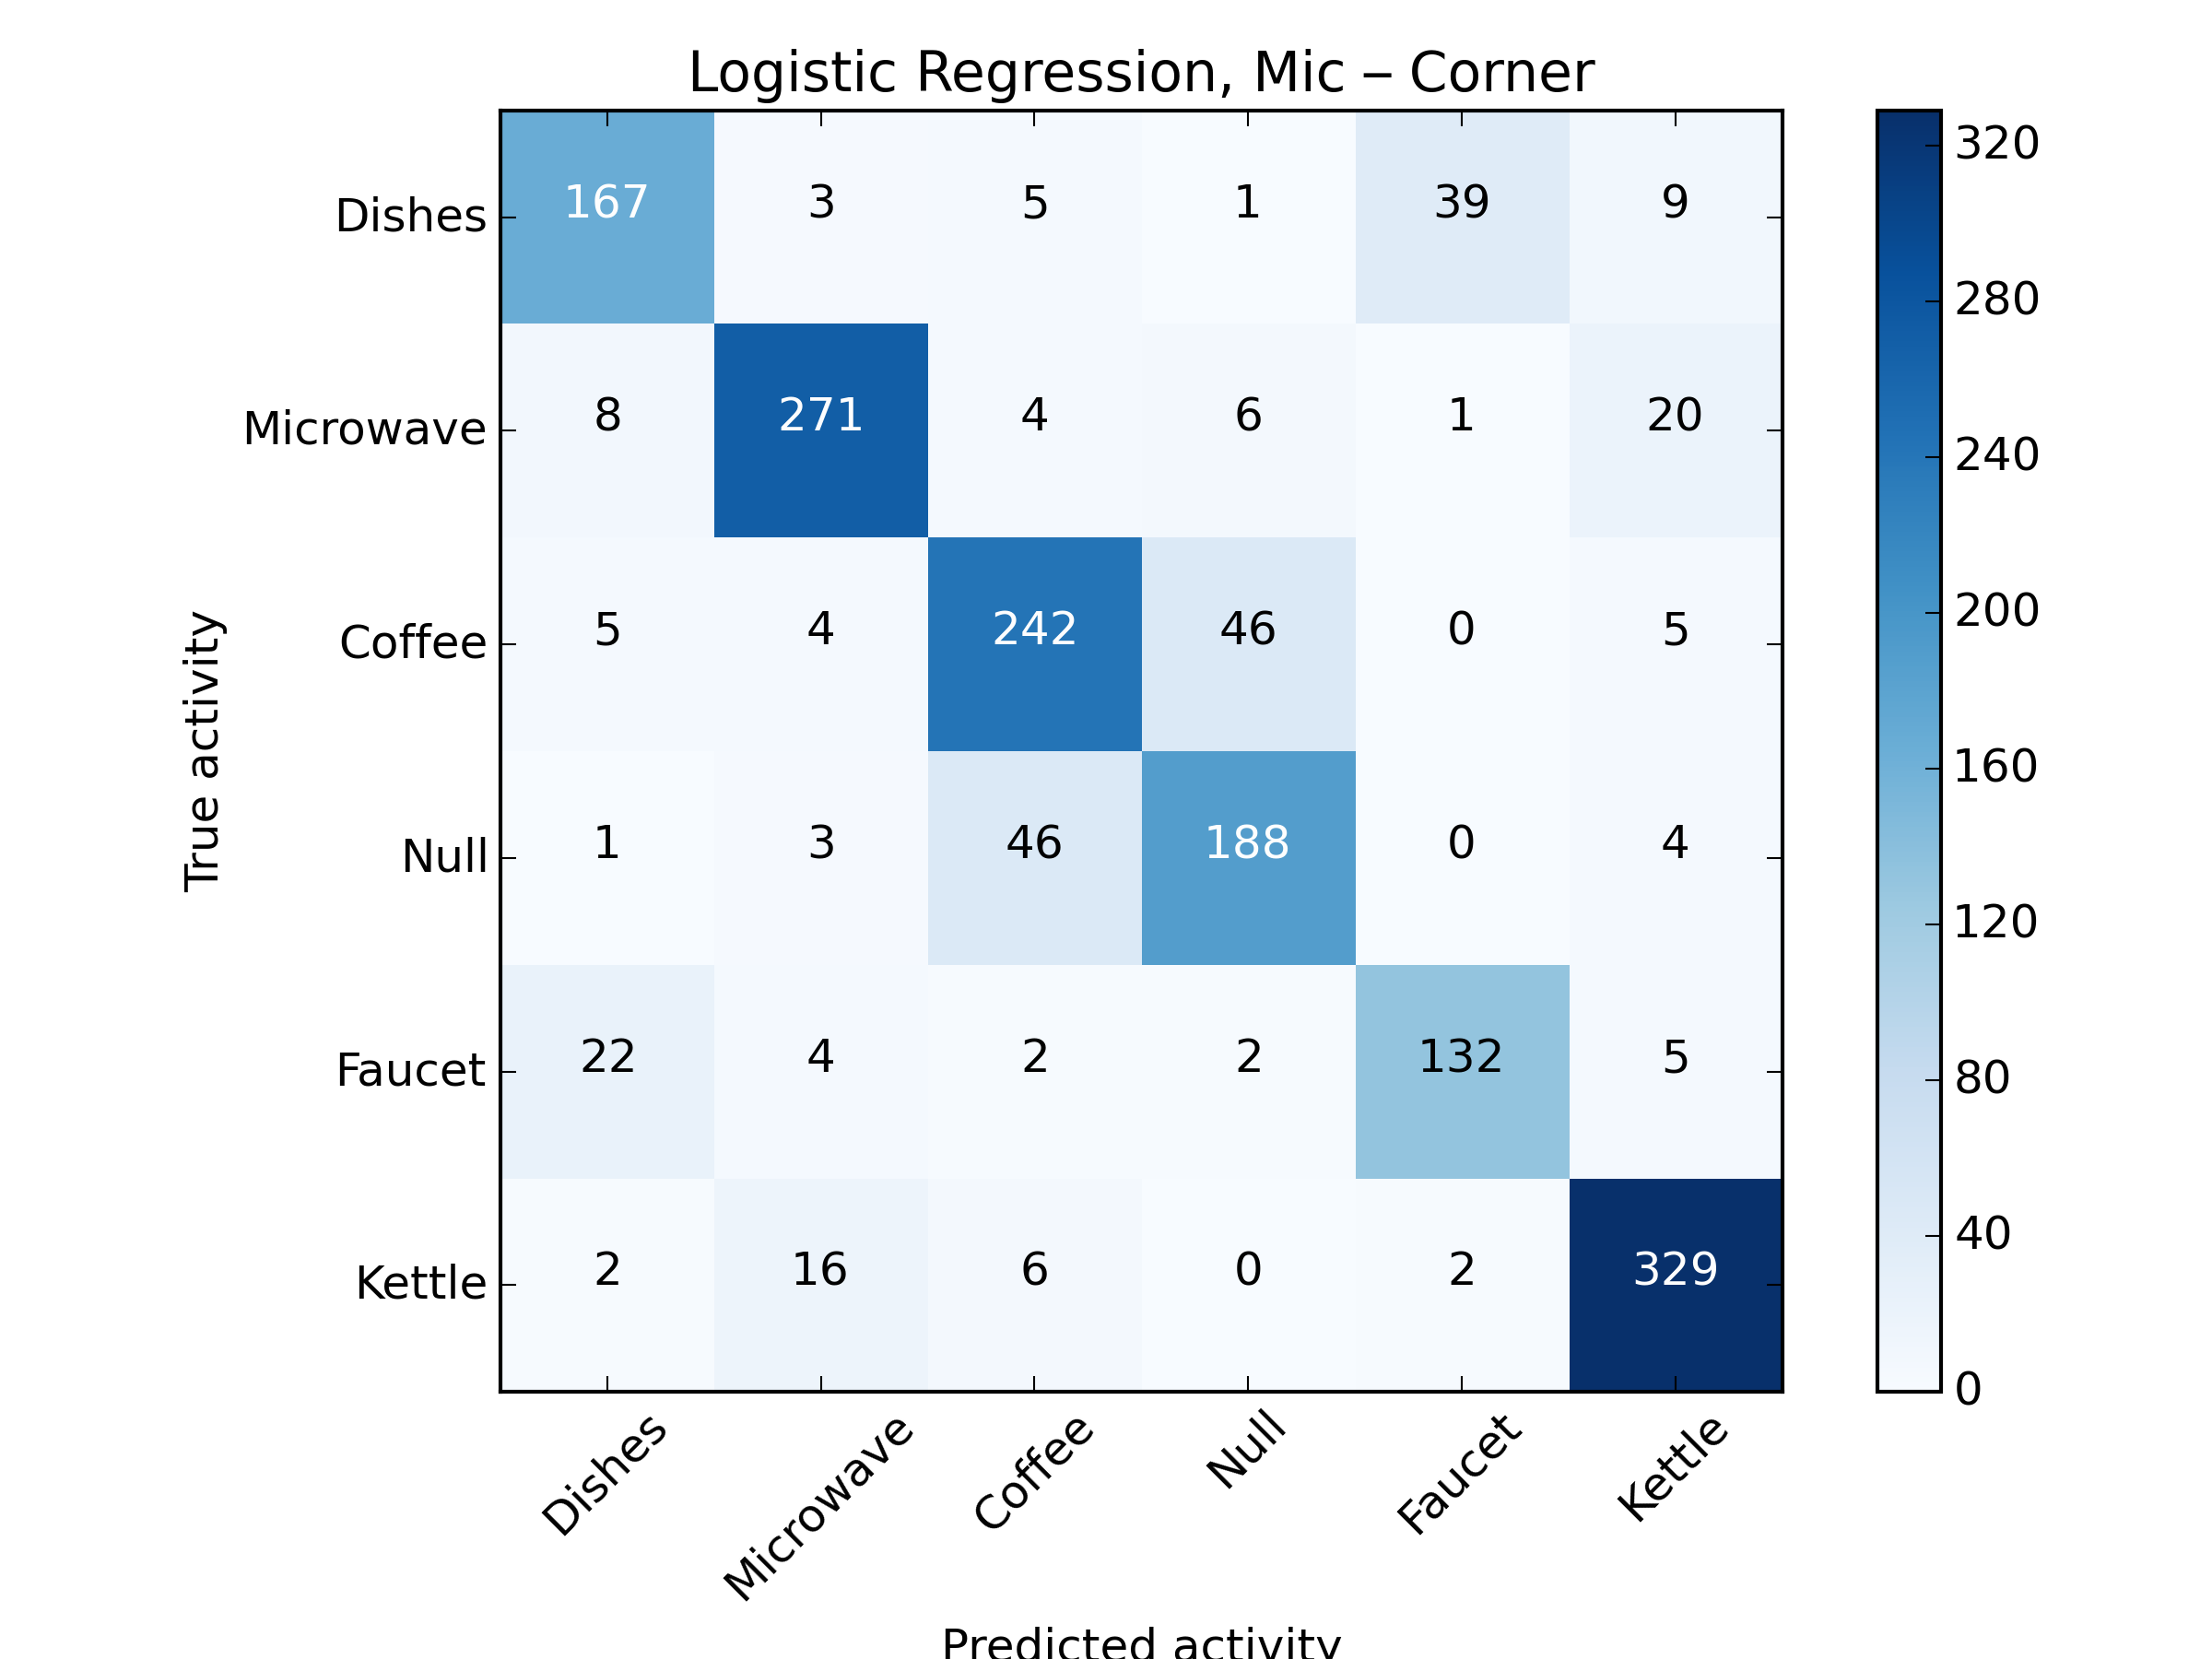 Logistic Regression, Mic – Corner
Dishes 167 3 5 1 39 9
Microwave 8 271 4 6 1 20
Coffee 5 4 242 46 0 5
Null 1 3 46 188 0 4
Faucet 22 4 2 2 132 5
Kettle 2 16 6 0 2 329
True activity
Dishes Microwave Coffee Null Faucet Kettle
Predicted activity
320
280
240
200
160
120
80
40
0